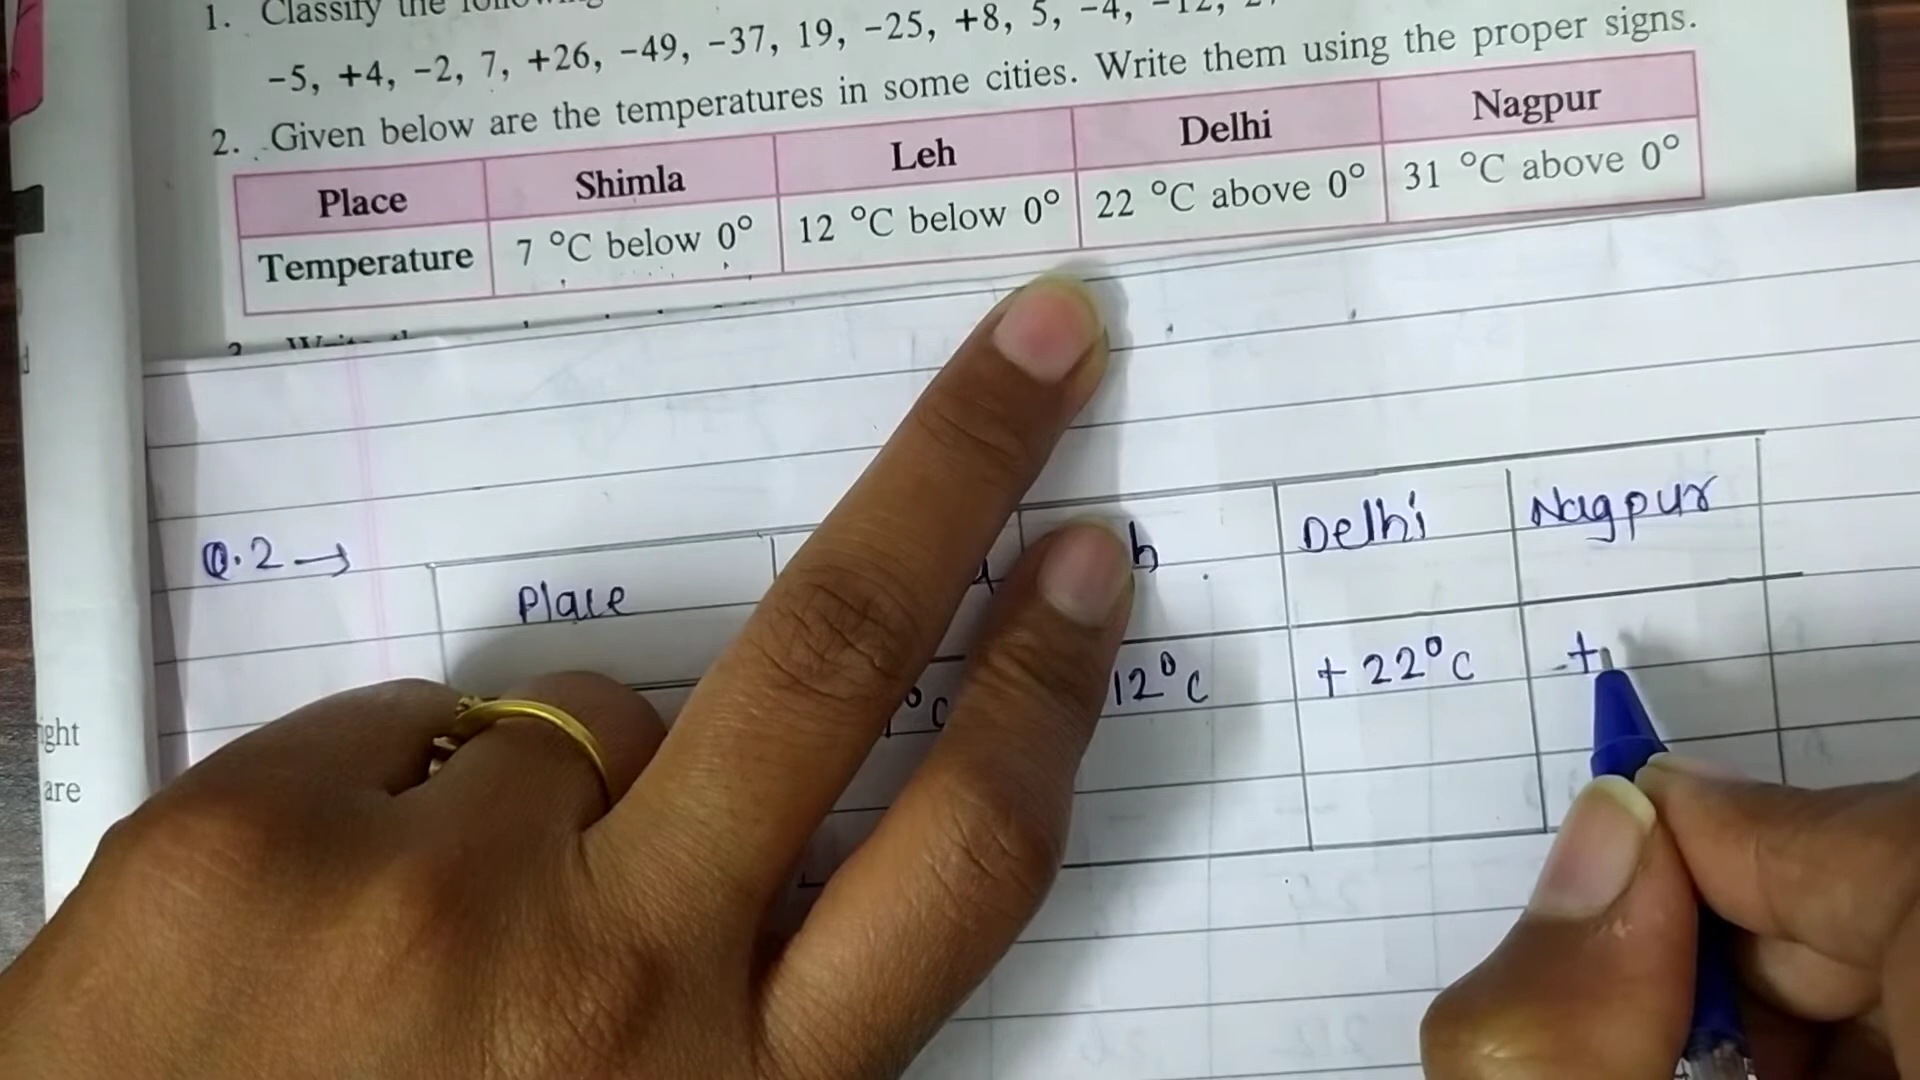 1. Classify the
-5, +4, -2, 7, +26, -49, -37, 19, -25, +8, 5, -4, -12,
2. Given below are the temperatures in some cities. Write them using the proper signs.
Place Shimla Leh Delhi Nagpur
Temperature 7 °C below 0° 12 °C below 0° 22 °C above 0° 31 °C above 0°
ight
are
Q.2 →
Place Delhi Nagpur
°C 12°C +22°C +